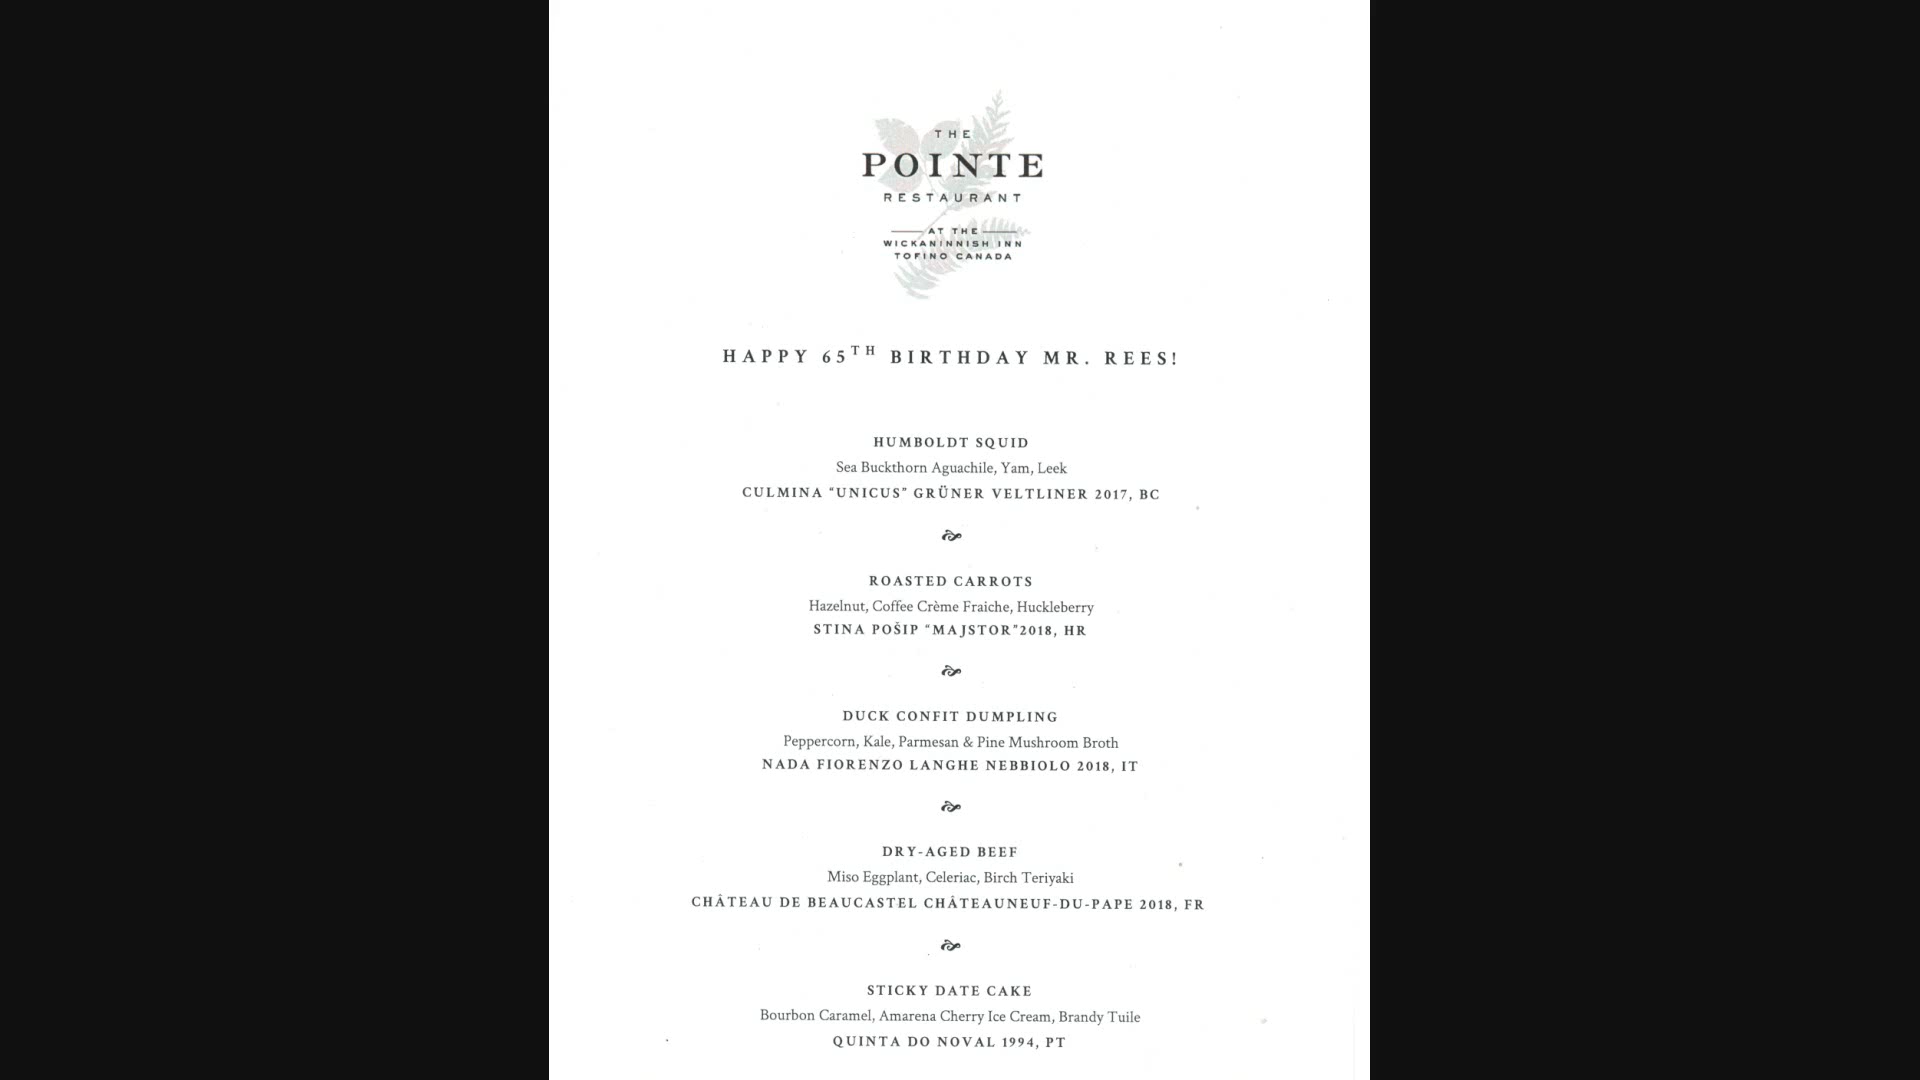 THE
POINTE
RESTAURANT
AT THE
WICKANINNISH INN
TOFINO CANADA
HAPPY 65TH BIRTHDAY MR. REES!
HUMBOLDT SQUID
Sea Buckthorn Aguachile, Yam, Leek
CULMINA “UNICUS” GRÜNER VELTLINER 2017, BC
ROASTED CARROTS
Hazelnut, Coffee Crème Fraiche, Huckleberry
STINA POŠIP “MAJSTOR”2018, HR
DUCK CONFIT DUMPLING
Peppercorn, Kale, Parmesan & Pine Mushroom Broth
NADA FIORENZO LANGHE NEBBIOLO 2018, IT
DRY-AGED BEEF
Miso Eggplant, Celeriac, Birch Teriyaki
CHÂTEAU DE BEAUCASTEL CHÂTEAUNEUF-DU-PAPE 2018, FR
STICKY DATE CAKE
Bourbon Caramel, Amarena Cherry Ice Cream, Brandy Tuile
QUINTA DO NOVAL 1994, PT